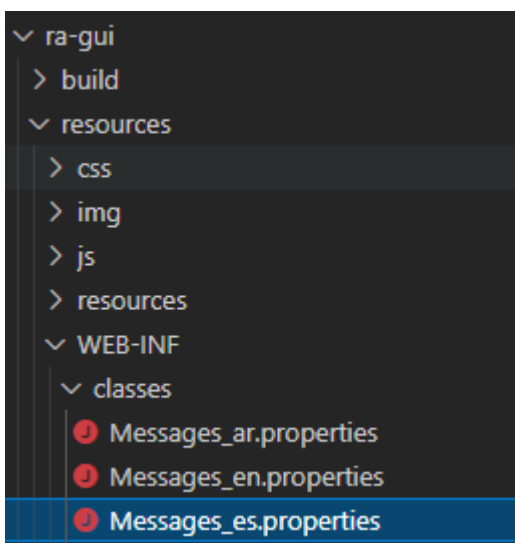 ra-gui
build
resources
css
img
js
resources
WEB-INF
classes
J Messages_ar.properties
J Messages_en.properties
J Messages_es.properties